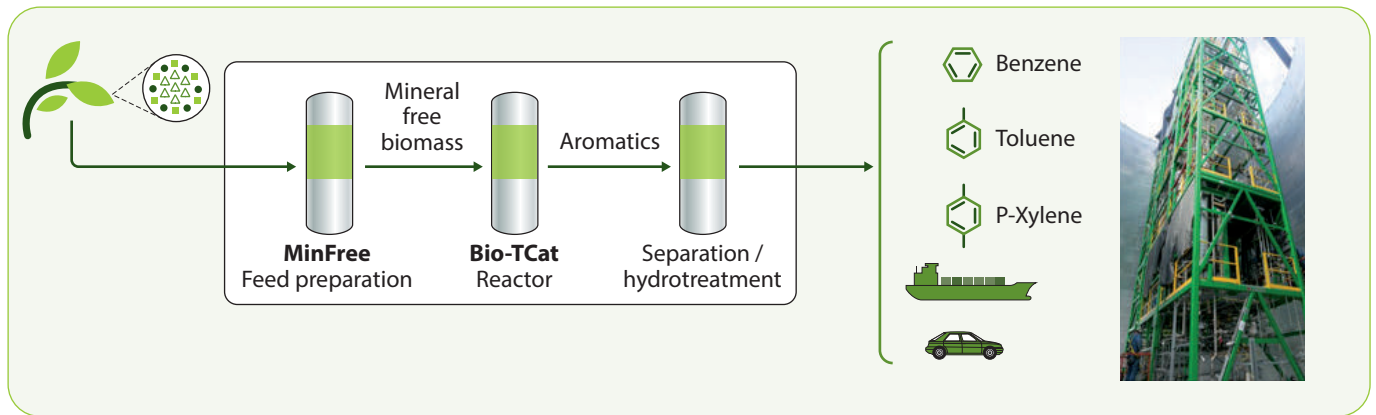 Mineral
free
biomass
Aromatics
MinFree
Feed preparation
Bio-TCat
Reactor
Separation /
hydrotreatment
Benzene
Toluene
P-Xylene